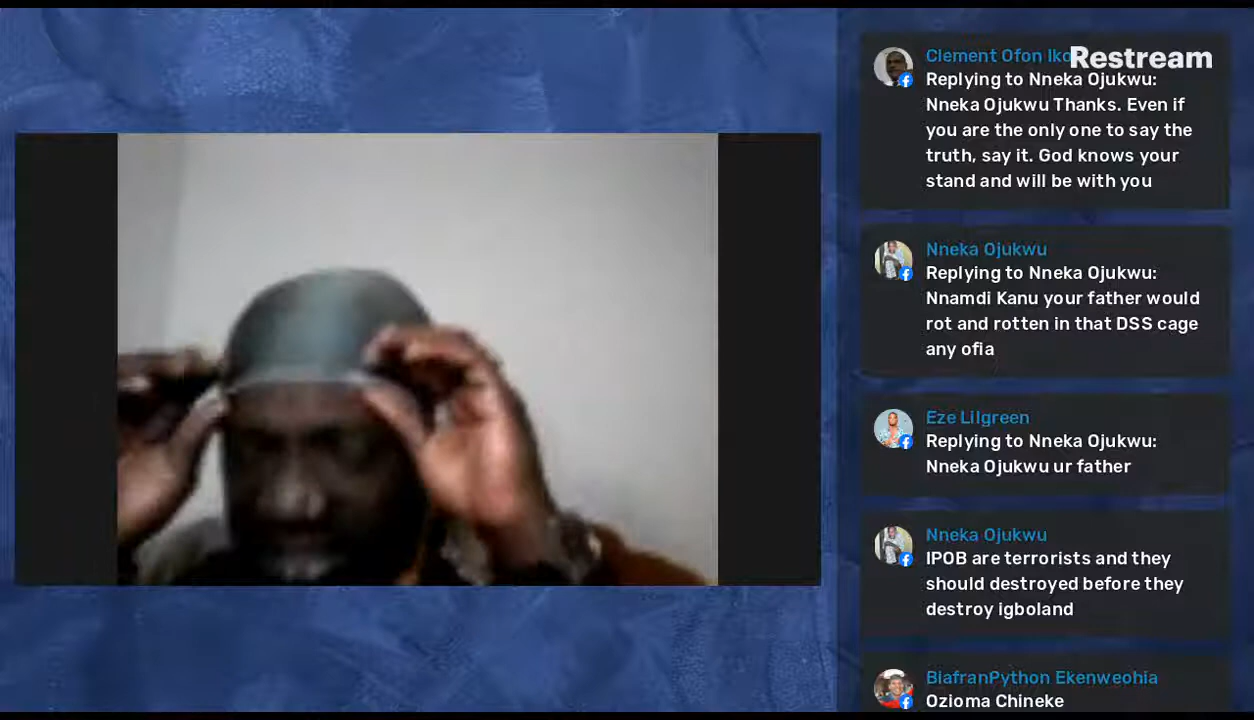 Clement Ofon Iko
Restream
Replying to Nneka Ojukwu:
Nneka Ojukwu Thanks. Even if
you are the only one to say the
truth, say it. God knows your
stand and will be with you
Nneka Ojukwu
Replying to Nneka Ojukwu:
Nnamdi Kanu your father would
rot and rotten in that DSS cage
any ofia
Eze Lilgreen
Replying to Nneka Ojukwu:
Nneka Ojukwu ur father
Nneka Ojukwu
IPOB are terrorists and they
should destroyed before they
destroy igboland
BiafranPython Ekenweohia
Ozioma Chineke